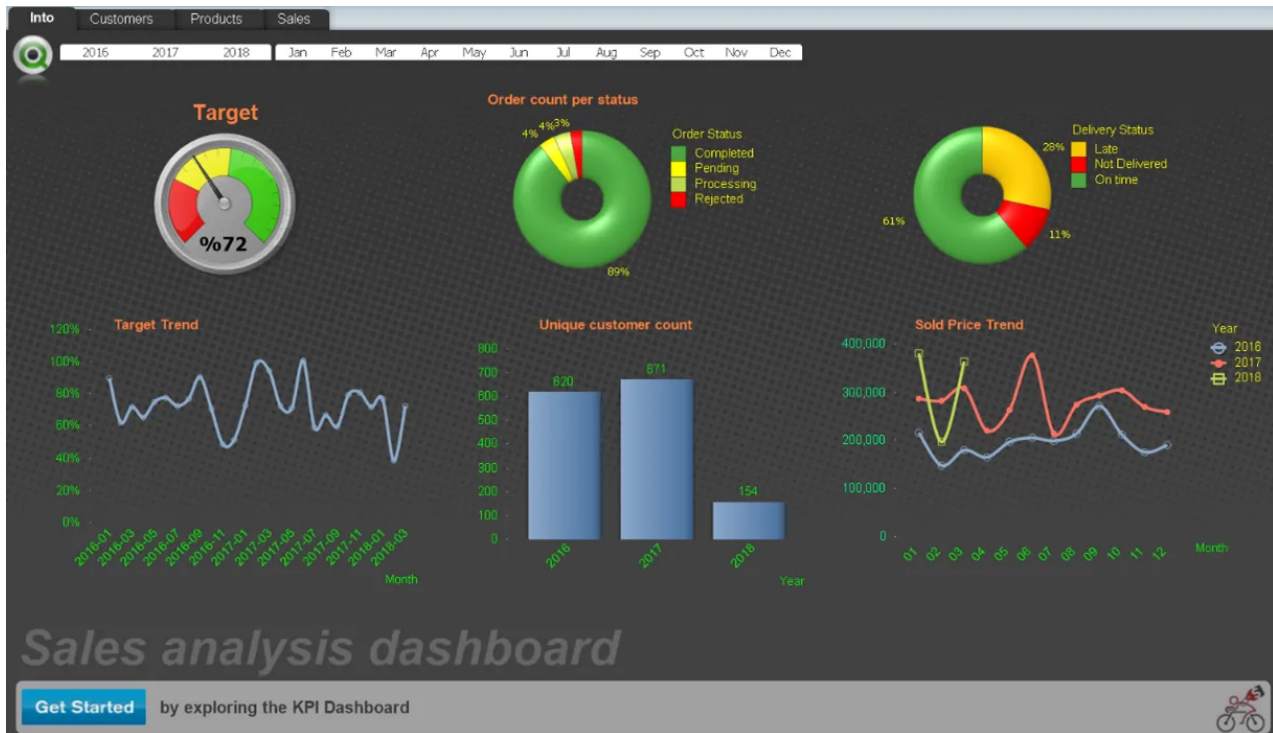 Into Customers Products Sales
2016 2017 2018 Jan Feb Mar Apr May Jun Jul Aug Sep Oct Nov Dec
Target
%72
Order count per status
4% 4% 3%
89%
Order Status
Completed
Pending
Processing
Rejected
28%
61%
11%
Delivery Status
Late
Not Delivered
On time
Target Trend
120%
100%
80%
60%
40%
20%
0%
2016-01 2016-03 2016-05 2016-07 2016-09 2016-11 2017-01 2017-03 2017-05 2017-07 2017-09 2017-11 2018-01 2018-03
Month
Unique customer count
800
700
600
500
400
300
200
100
0
620 671 154
2016 2017 2018
Year
Sold Price Trend
400,000
300,000
200,000
100,000
0
01 02 03 04 05 06 07 08 09 10 11 12
Month
Year
2016
2017
2018
Sales analysis dashboard
Get Started by exploring the KPI Dashboard